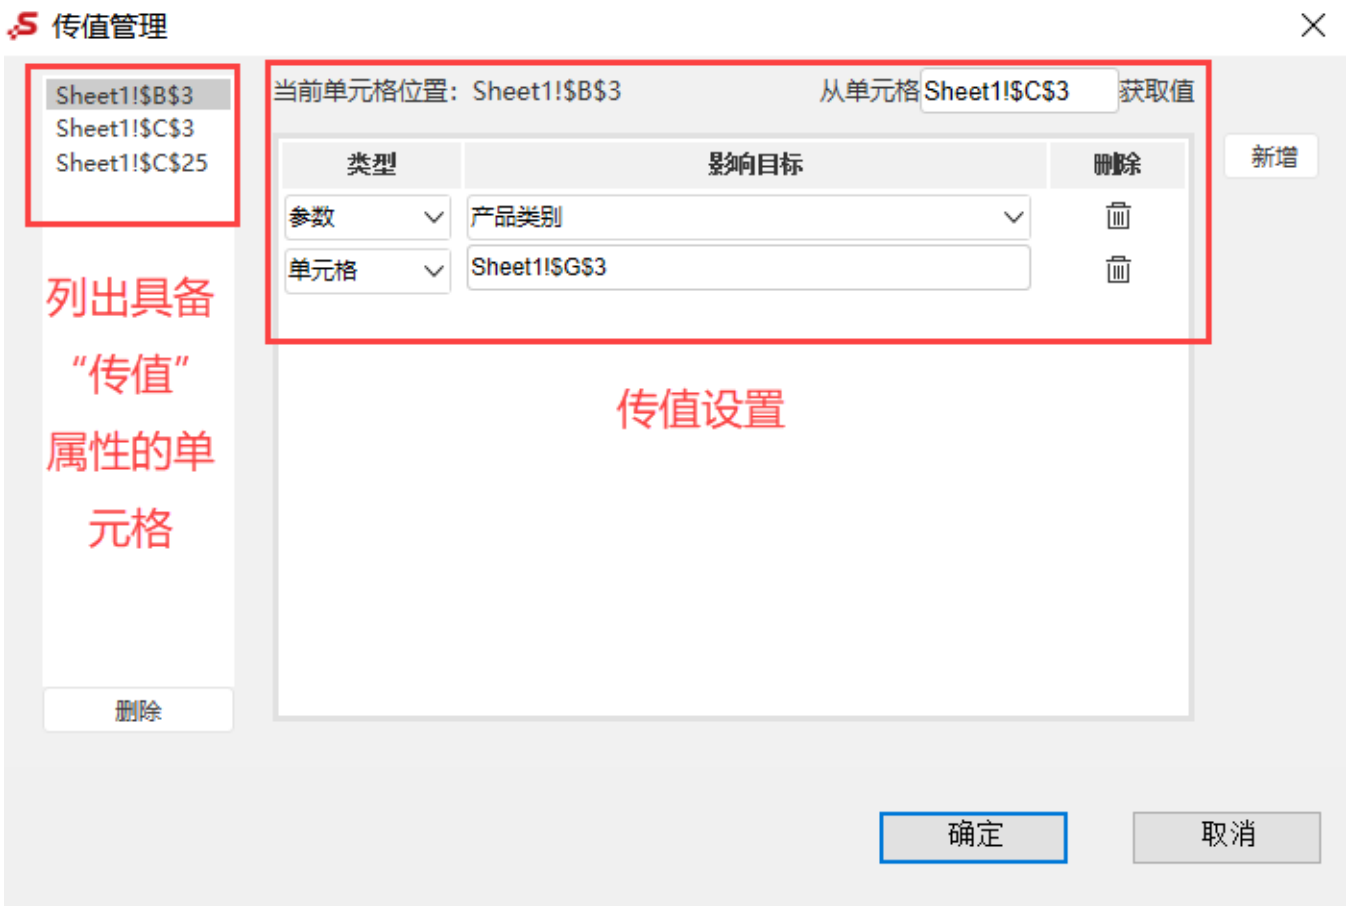 传值管理
Sheet1!$B$3
Sheet1!$C$3
Sheet1!$C$25
列出具备
“传值”
属性的单
元格
删除
当前单元格位置： Sheet1!$B$3 从单元格 Sheet1!$C$3 获取值
类型 影响目标 删除
参数 产品类别
单元格 Sheet1!$G$3
传值设置
新增
确定 取消